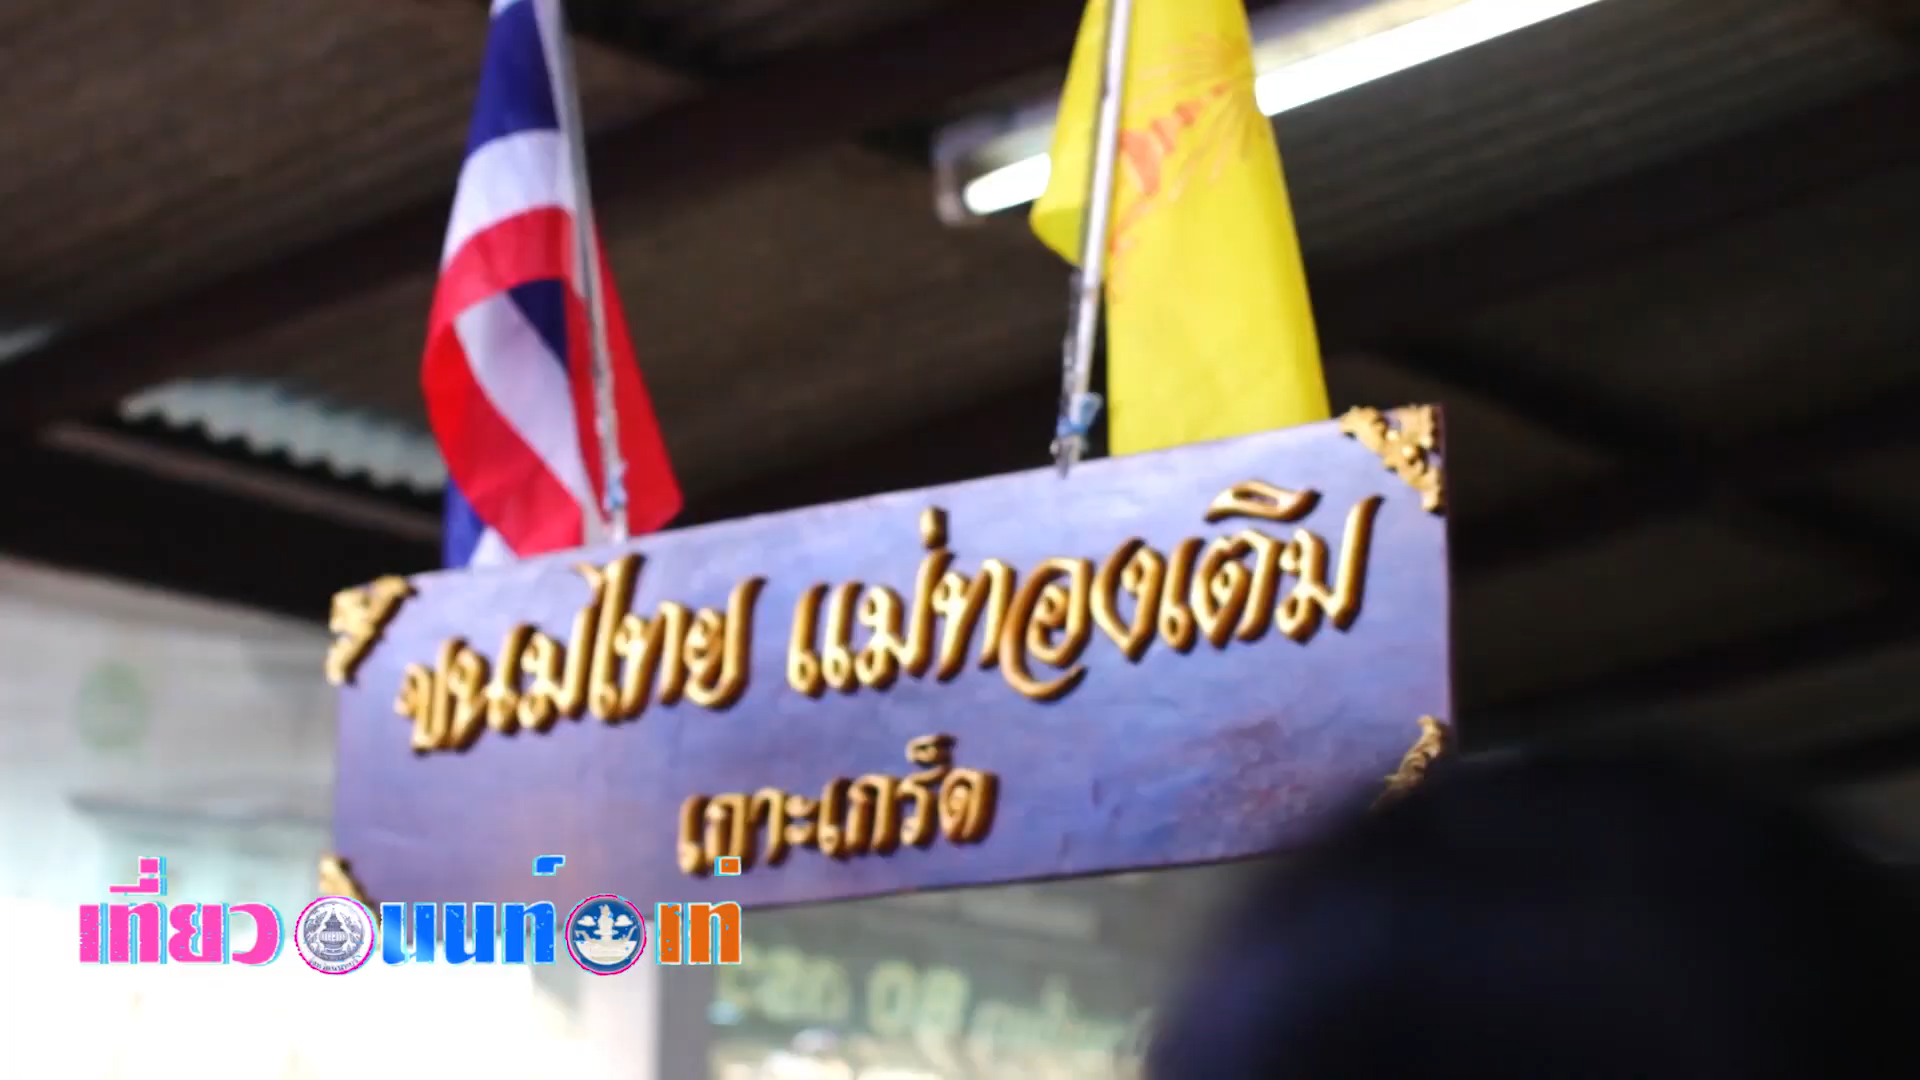 ขนมไทย แม่ทองเติม
เกาะเกร็ด
เที่ยว นนท์ เท่